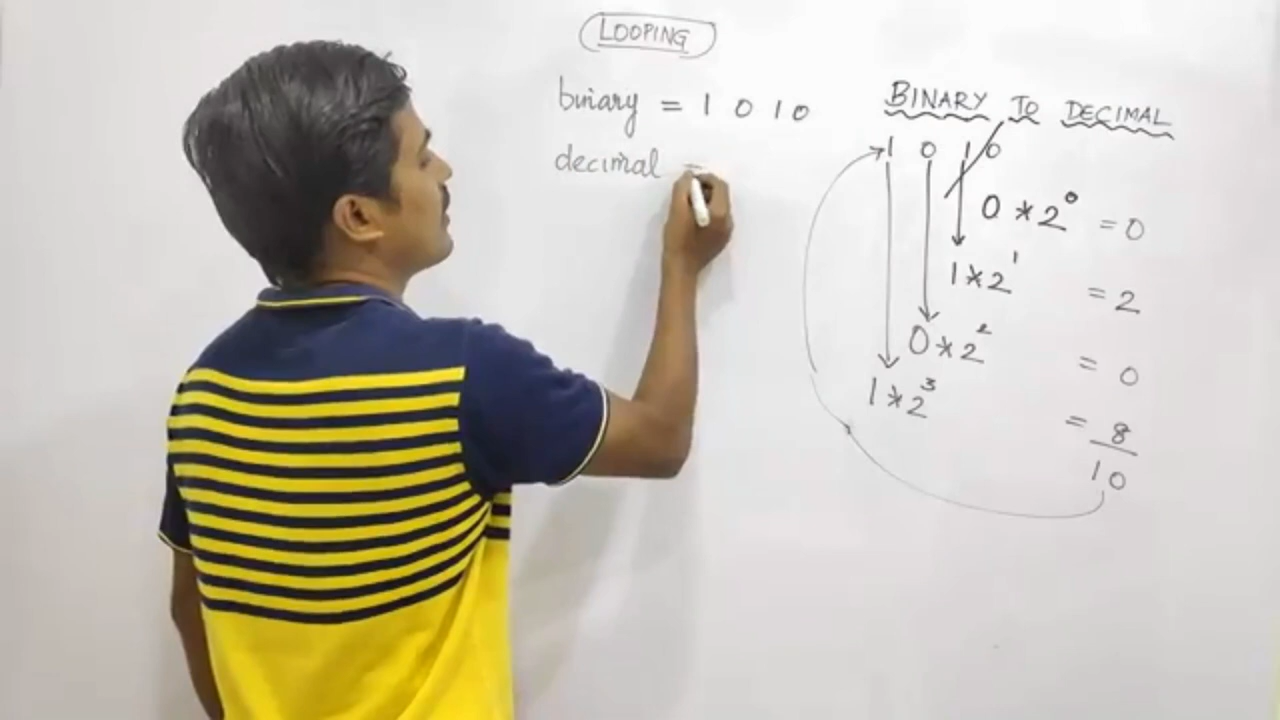 LOOPING
binary = 1 0 1 0
decimal =
BINARY TO DECIMAL
1 0 1 0
0 * 2⁰ = 0
1 * 2¹ = 2
0 * 2² = 0
1 * 2³ = 8
10